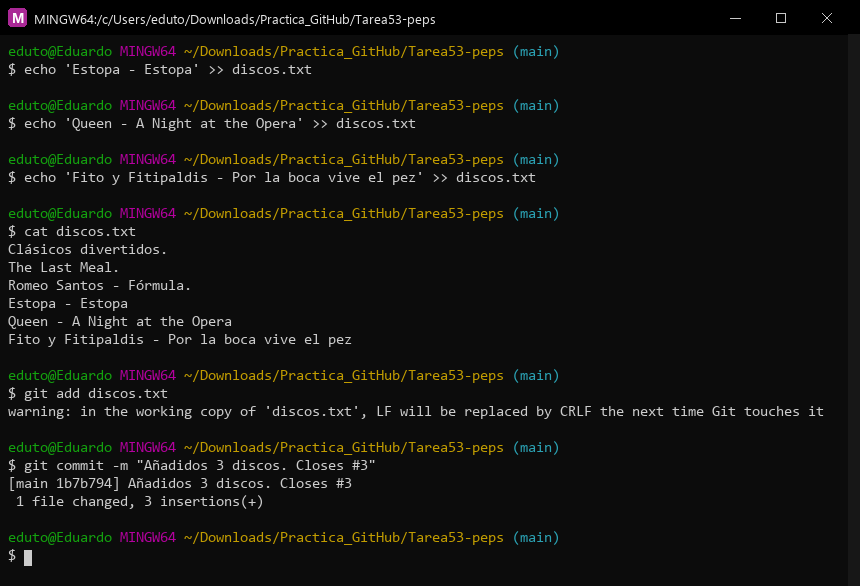 M MINGW64:/c/Users/eduto/Downloads/Practica_GitHub/Tarea53-peps
eduto@Eduardo MINGW64 ~/Downloads/Practica_GitHub/Tarea53-peps (main)
$ echo 'Estopa - Estopa' >> discos.txt
eduto@Eduardo MINGW64 ~/Downloads/Practica_GitHub/Tarea53-peps (main)
$ echo 'Queen - A Night at the Opera' >> discos.txt
eduto@Eduardo MINGW64 ~/Downloads/Practica_GitHub/Tarea53-peps (main)
$ echo 'Fito y Fitipaldis - Por la boca vive el pez' >> discos.txt
eduto@Eduardo MINGW64 ~/Downloads/Practica_GitHub/Tarea53-peps (main)
$ cat discos.txt
Clásicos divertidos.
The Last Meal.
Romeo Santos - Fórmula.
Estopa - Estopa
Queen - A Night at the Opera
Fito y Fitipaldis - Por la boca vive el pez
eduto@Eduardo MINGW64 ~/Downloads/Practica_GitHub/Tarea53-peps (main)
$ git add discos.txt
warning: in the working copy of 'discos.txt', LF will be replaced by CRLF the next time Git touches it
eduto@Eduardo MINGW64 ~/Downloads/Practica_GitHub/Tarea53-peps (main)
$ git commit -m "Añadidos 3 discos. Closes #3"
[main 1b7b794] Añadidos 3 discos. Closes #3
1 file changed, 3 insertions(+)
eduto@Eduardo MINGW64 ~/Downloads/Practica_GitHub/Tarea53-peps (main)
$